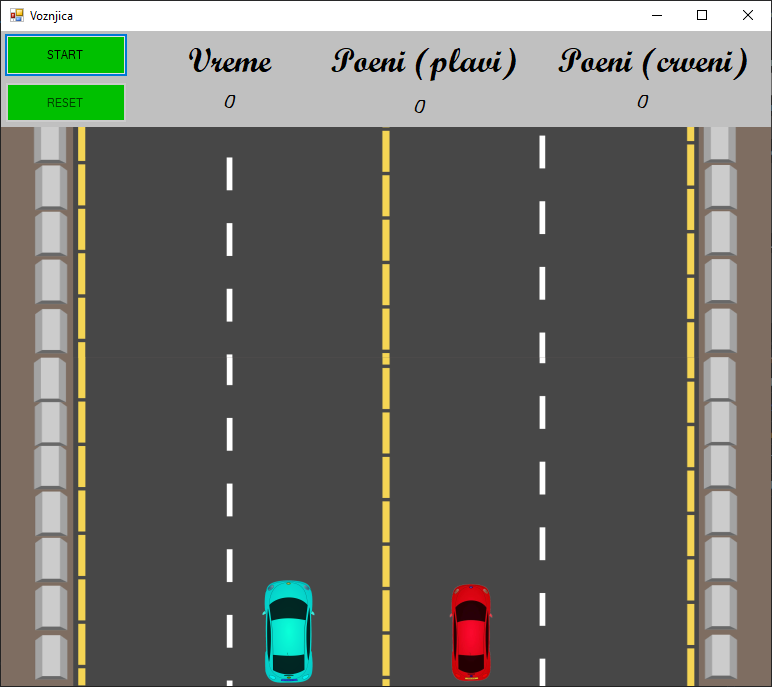 Voznjica
START
Vreme
Poeni (plavi)
Poeni (crveni)
RESET
0
0
0